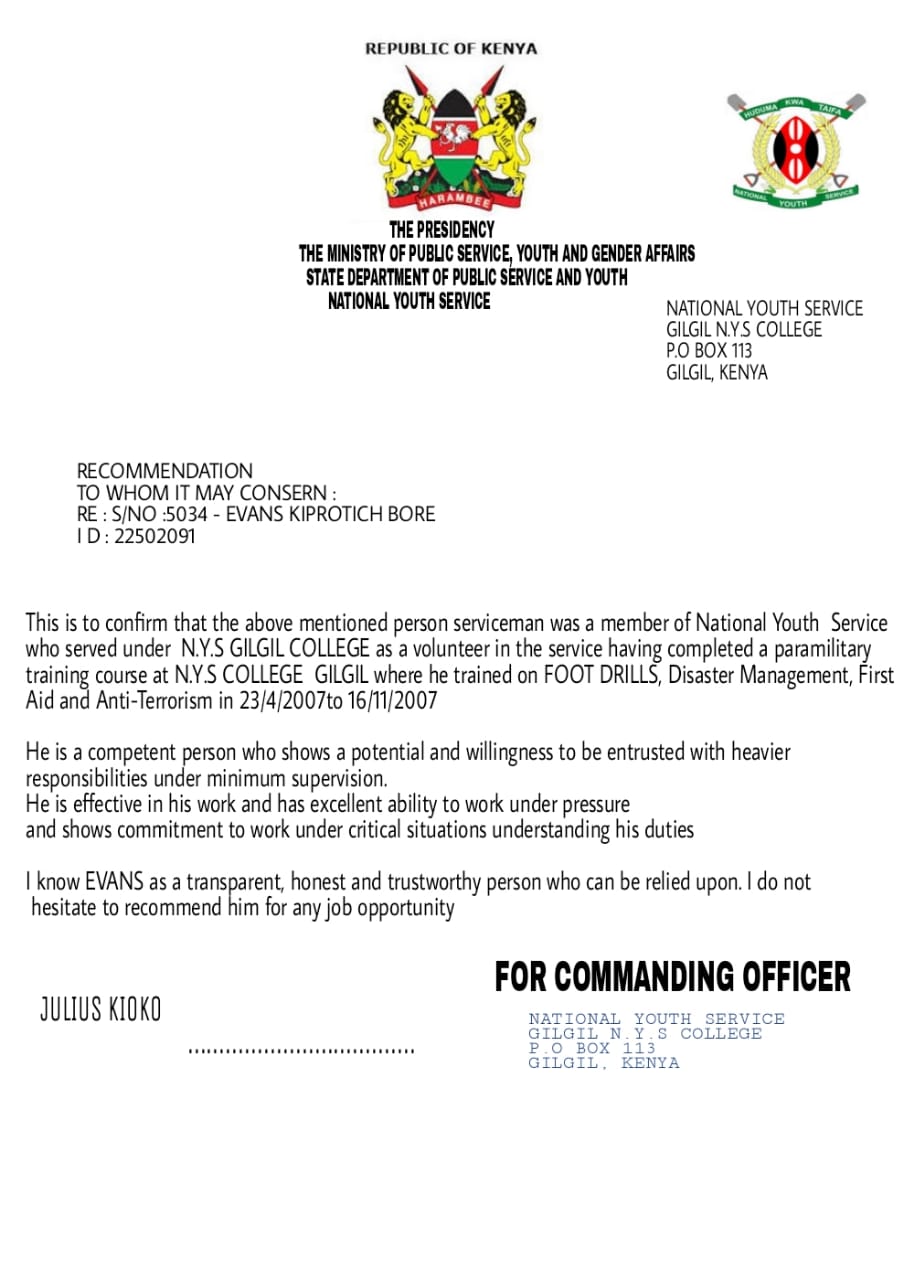 REPUBLIC OF KENYA
HARAMBEE
HUDUMA KWA TAIFA
NATIONAL YOUTH SERVICE
THE PRESIDENCY
THE MINISTRY OF PUBLIC SERVICE, YOUTH AND GENDER AFFAIRS
STATE DEPARTMENT OF PUBLIC SERVICE AND YOUTH
NATIONAL YOUTH SERVICE
NATIONAL YOUTH SERVICE
GILGIL N.Y.S COLLEGE
P.O BOX 113
GILGIL, KENYA
RECOMMENDATION
TO WHOM IT MAY CONSERN :
RE : S/NO :5034 - EVANS KIPROTICH BORE
I D : 22502091
This is to confirm that the above mentioned person serviceman was a member of National Youth Service
who served under N.Y.S GILGIL COLLEGE as a volunteer in the service having completed a paramilitary
training course at N.Y.S COLLEGE GILGIL where he trained on FOOT DRILLS, Disaster Management, First
Aid and Anti-Terrorism in 23/4/2007to 16/11/2007
He is a competent person who shows a potential and willingness to be entrusted with heavier
responsibilities under minimum supervision.
He is effective in his work and has excellent ability to work under pressure
and shows commitment to work under critical situations understanding his duties
I know EVANS as a transparent, honest and trustworthy person who can be relied upon. I do not
hesitate to recommend him for any job opportunity
FOR COMMANDING OFFICER
JULIUS KIOKO
......................................
NATIONAL YOUTH SERVICE
GILGIL N.Y.S COLLEGE
P.O BOX 113
GILGIL, KENYA